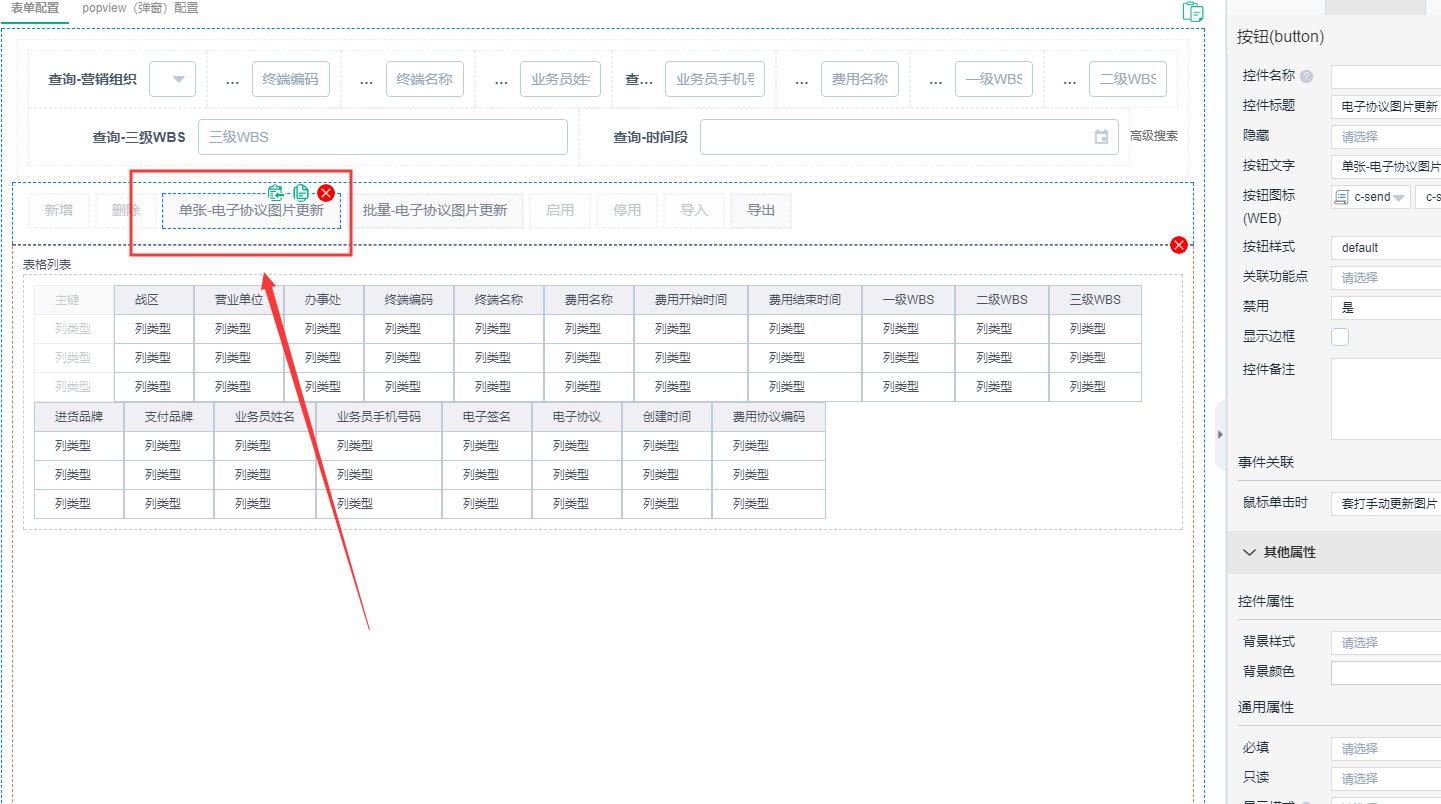 表单配置 popview（弹窗）配置
查询-营销组织 ... 终端编码 ... 终端名称 ... 业务员姓 查... 业务员手机号 ... 费用名称 ... 一级WBS ... 二级WBS
查询-三级WBS 三级WBS 查询-时间段 高级搜索
新增 删除 单张-电子协议图片更新 批量-电子协议图片更新 启用 停用 导入 导出
表格列表
主键 战区 营业单位 办事处 终端编码 终端名称 费用名称 费用开始时间 费用结束时间 一级WBS 二级WBS 三级WBS
列类型 列类型 列类型 列类型 列类型 列类型 列类型 列类型 列类型 列类型 列类型 列类型
列类型 列类型 列类型 列类型 列类型 列类型 列类型 列类型 列类型 列类型 列类型 列类型
列类型 列类型 列类型 列类型 列类型 列类型 列类型 列类型 列类型 列类型 列类型 列类型
进货品牌 支付品牌 业务员姓名 业务员手机号码 电子签名 电子协议 创建时间 费用协议编码
列类型 列类型 列类型 列类型 列类型 列类型 列类型 列类型
列类型 列类型 列类型 列类型 列类型 列类型 列类型 列类型
列类型 列类型 列类型 列类型 列类型 列类型 列类型 列类型
按钮(button)
控件名称
控件标题 电子协议图片更新
隐藏 请选择
按钮文字 单张-电子协议图片
按钮图标 c-send c-s
(WEB)
按钮样式 default
关联功能点 请选择
禁用 是
显示边框
控件备注
事件关联
鼠标单击时 套打手动更新图片
其他属性
控件属性
背景样式 请选择
背景颜色
通用属性
必填 请选择
只读 请选择